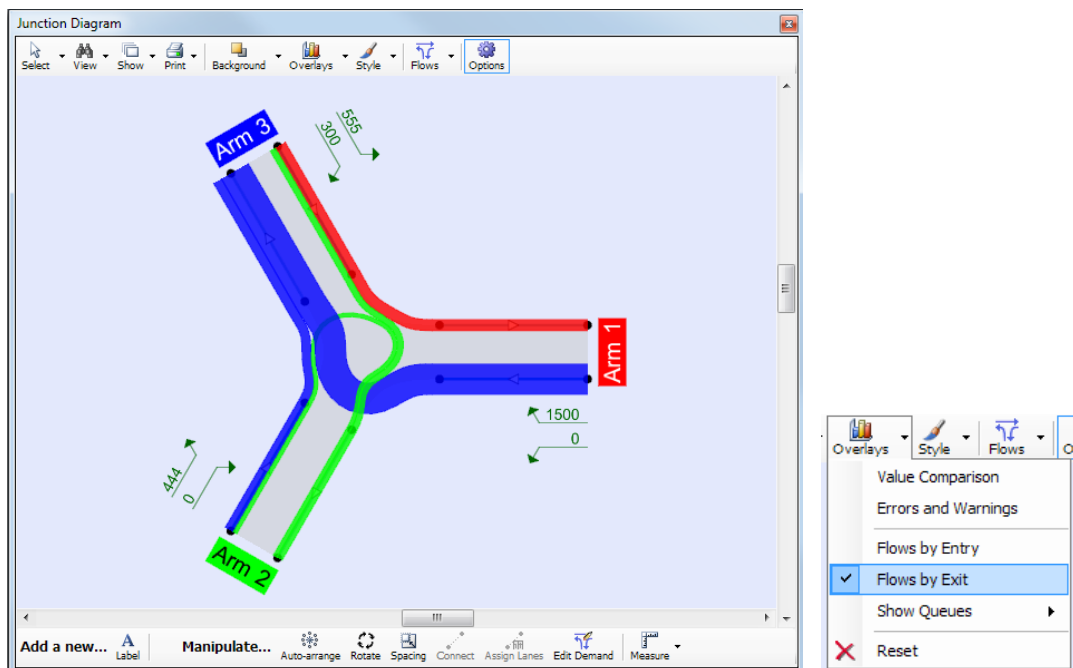 Junction Diagram
Select View Show Print Background Overlays Style Flows Options
Arm 3
555
300
Arm 1
1500
0
444
0
Arm 2
Add a new... Label Manipulate... Auto-arrange Rotate Spacing Connect Assign Lanes Edit Demand Measure
Overlays Style Flows O
Value Comparison
Errors and Warnings
Flows by Entry
Flows by Exit
Show Queues
Reset